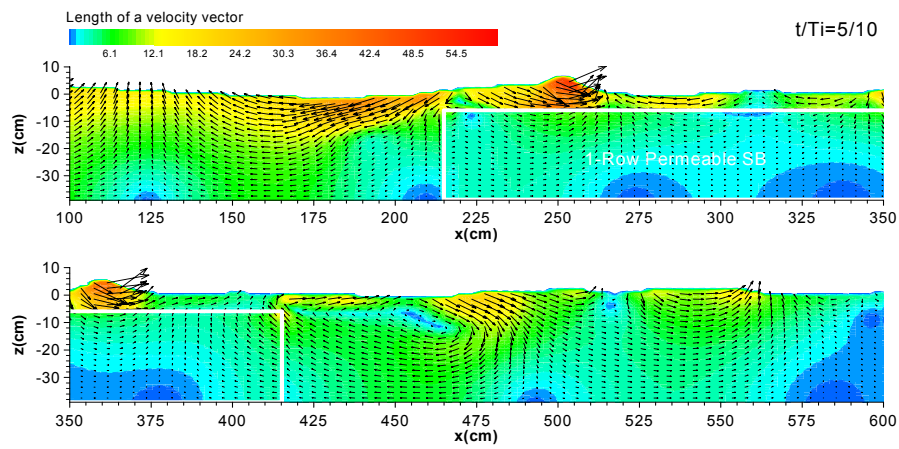 Length of a velocity vector
t/Ti=5/10
6.1 12.1 18.2 24.2 30.3 36.4 42.4 48.5 54.5
10
0
-10
-20
-30
z(cm)
1-Row Permeable SB
100 125 150 175 200 225 250 275 300 325 350
x(cm)
10
0
-10
-20
-30
z(cm)
350 375 400 425 450 475 500 525 550 575 600
x(cm)